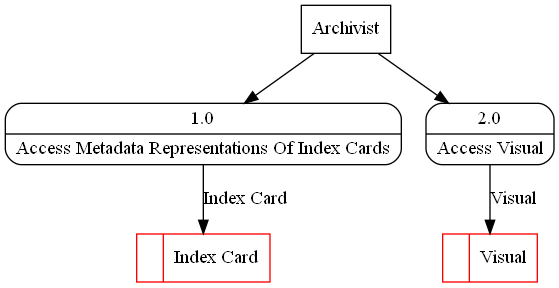 Archivist
1.0
Access Metadata Representations Of Index Cards
2.0
Access Visual
Index Card
Visual
Index Card
Visual